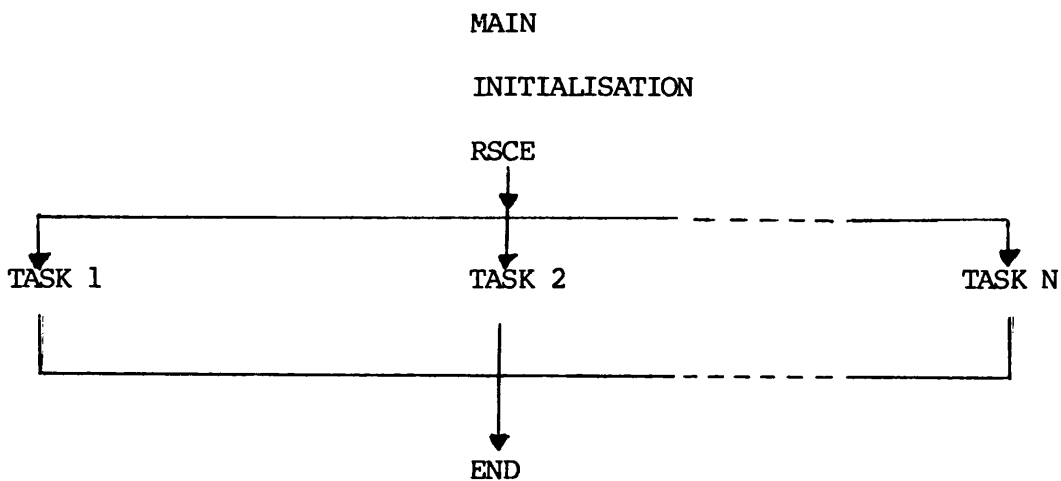 MAIN
INITIALISATION
RSCE
TASK 1 TASK 2 TASK N
END